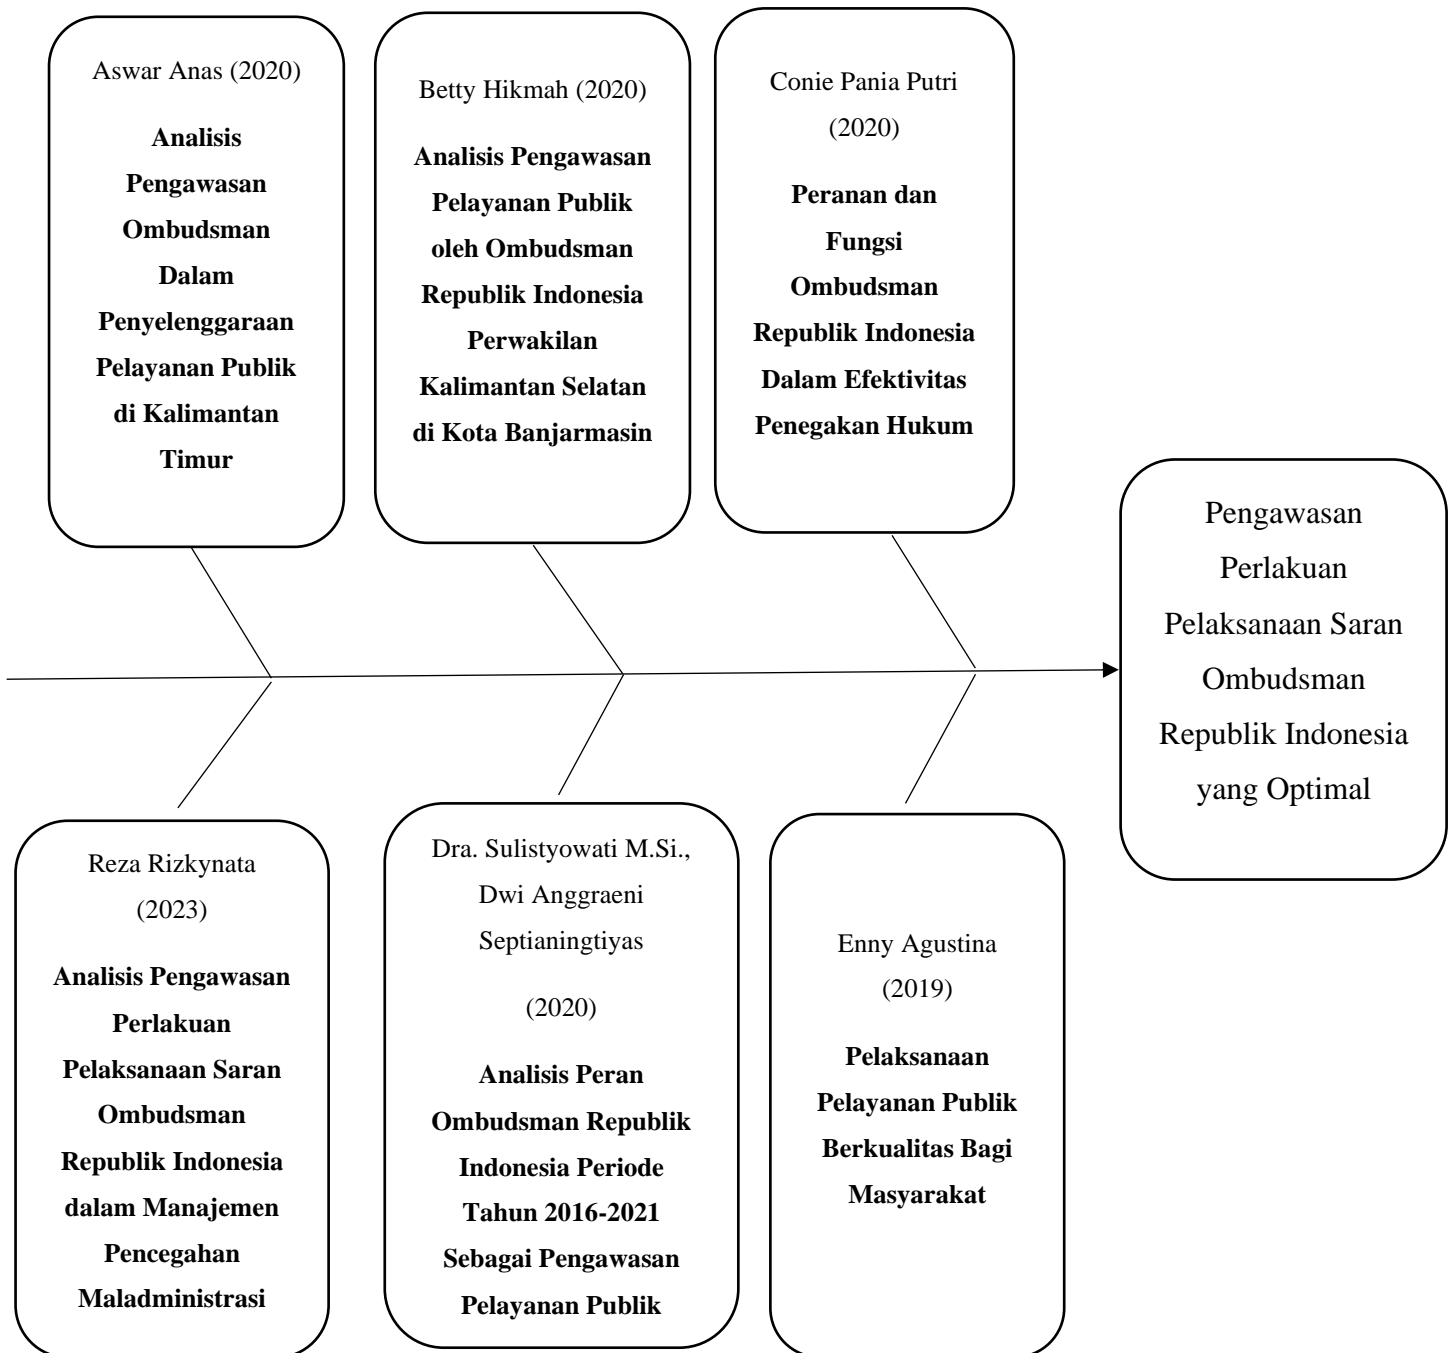 Aswar Anas (2020)
Analisis
Pengawasan
Ombudsman
Dalam
Penyelenggaraan
Pelayanan Publik
di Kalimantan
Timur
Betty Hikmah (2020)
Analisis Pengawasan
Pelayanan Publik
oleh Ombudsman
Republik Indonesia
Perwakilan
Kalimantan Selatan
di Kota Banjarmasin
Conie Pania Putri
(2020)
Peranan dan
Fungsi
Ombudsman
Republik Indonesia
Dalam Efektivitas
Penegakan Hukum
Pengawasan
Perlakuan
Pelaksanaan Saran
Ombudsman
Republik Indonesia
yang Optimal
Reza Rizkynata
(2023)
Analisis Pengawasan
Perlakuan
Pelaksanaan Saran
Ombudsman
Republik Indonesia
dalam Manajemen
Pencegahan
Maladministrasi
Dra. Sulistyowati M.Si.,
Dwi Anggraeni
Septianingtiyas
(2020)
Analisis Peran
Ombudsman Republik
Indonesia Periode
Tahun 2016-2021
Sebagai Pengawasan
Pelayanan Publik
Enny Agustina
(2019)
Pelaksanaan
Pelayanan Publik
Berkualitas Bagi
Masyarakat